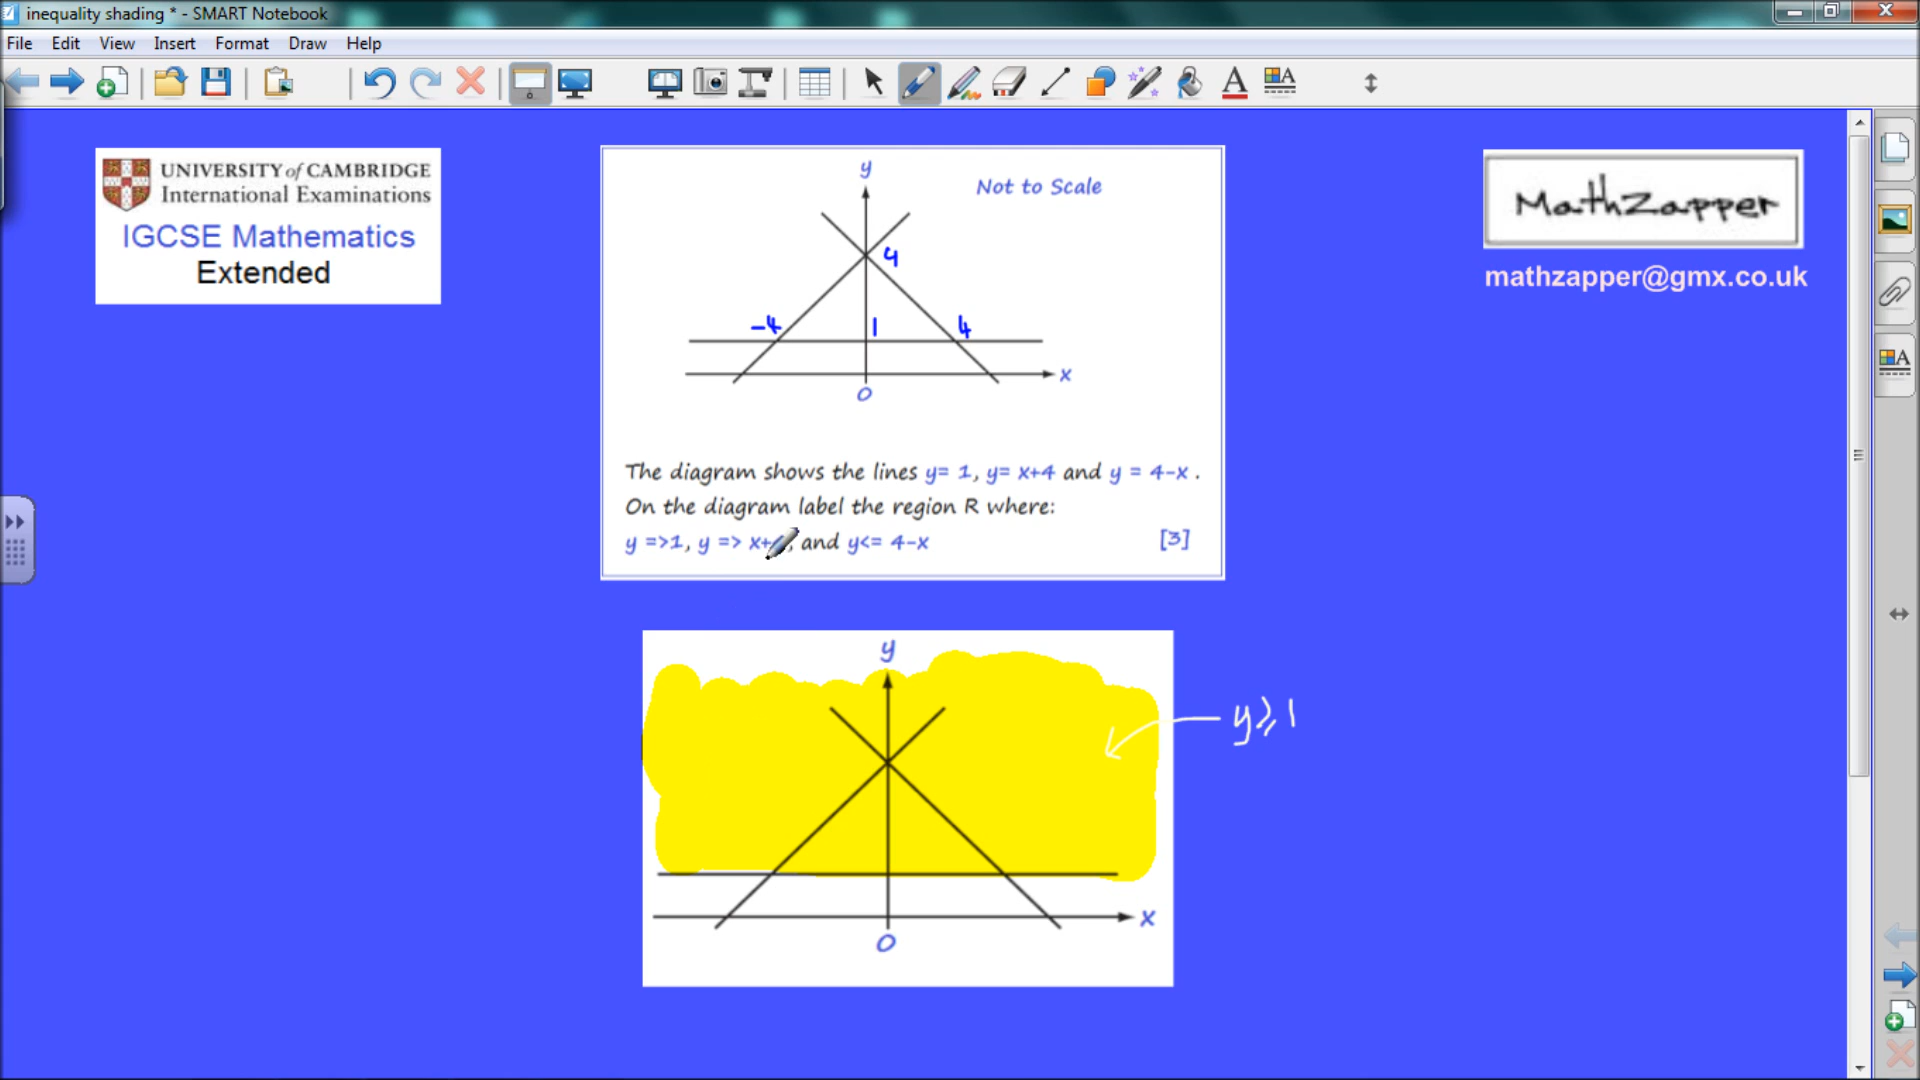 inequality shading * - SMART Notebook
File Edit View Insert Format Draw Help
UNIVERSITY of CAMBRIDGE
International Examinations
IGCSE Mathematics
Extended
y
Not to Scale
4
-4 1 4
x
0
MathZapper
mathzapper@gmx.co.uk
The diagram shows the lines y= 1, y= x+4 and y = 4-x .
On the diagram label the region R where:
y =>1, y => x+ , and y<= 4-x [3]
y
y⩾1
x
0